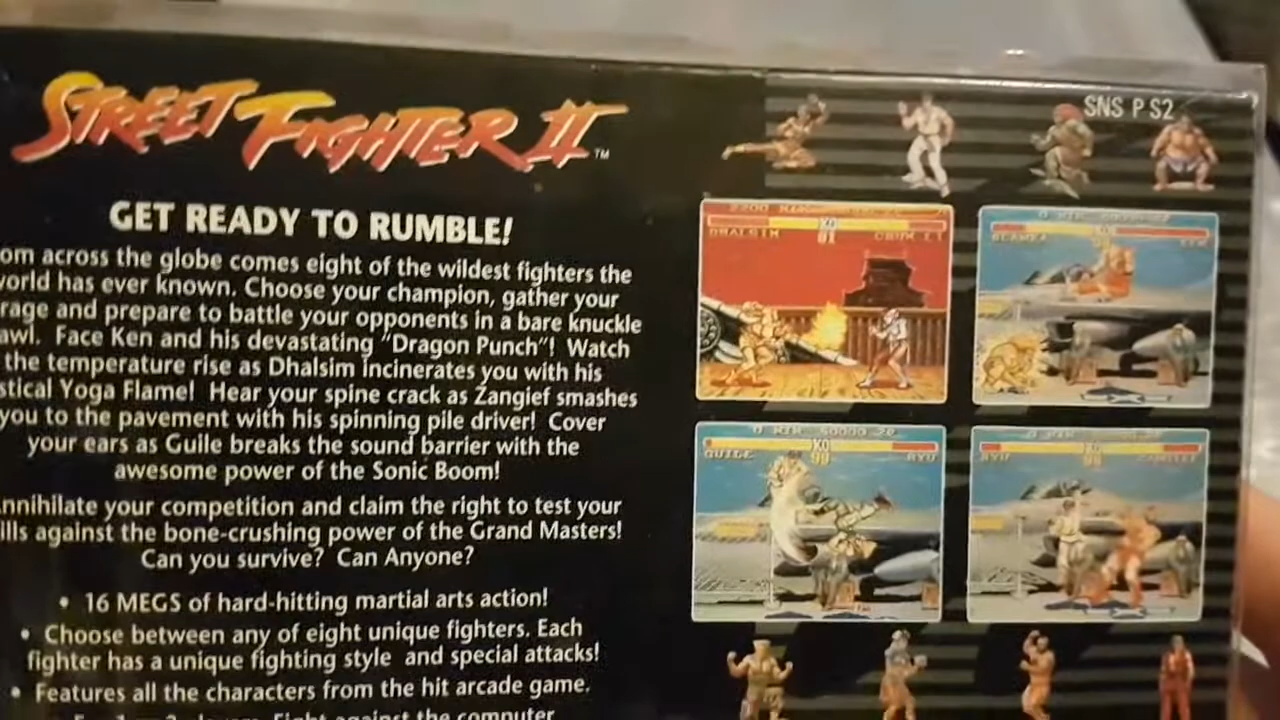 STREET FIGHTER II™
SNS P S2
GET READY TO RUMBLE!
om across the globe comes eight of the wildest fighters the
world has ever known. Choose your champion, gather your
rage and prepare to battle your opponents in a bare knuckle
awl. Face Ken and his devastating "Dragon Punch"! Watch
the temperature rise as Dhalsim incinerates you with his
stical Yoga Flame! Hear your spine crack as Zangief smashes
you to the pavement with his spinning pile driver! Cover
your ears as Guile breaks the sound barrier with the
awesome power of the Sonic Boom!
nnihilate your competition and claim the right to test your
ills against the bone-crushing power of the Grand Masters!
Can you survive? Can Anyone?
• 16 MEGS of hard-hitting martial arts action!
• Choose between any of eight unique fighters. Each
fighter has a unique fighting style and special attacks!
• Features all the characters from the hit arcade game.
Fight against the computer
DHALSIM KO CHUN LI
BLANKA
GUILE KO RYU
99
RYU